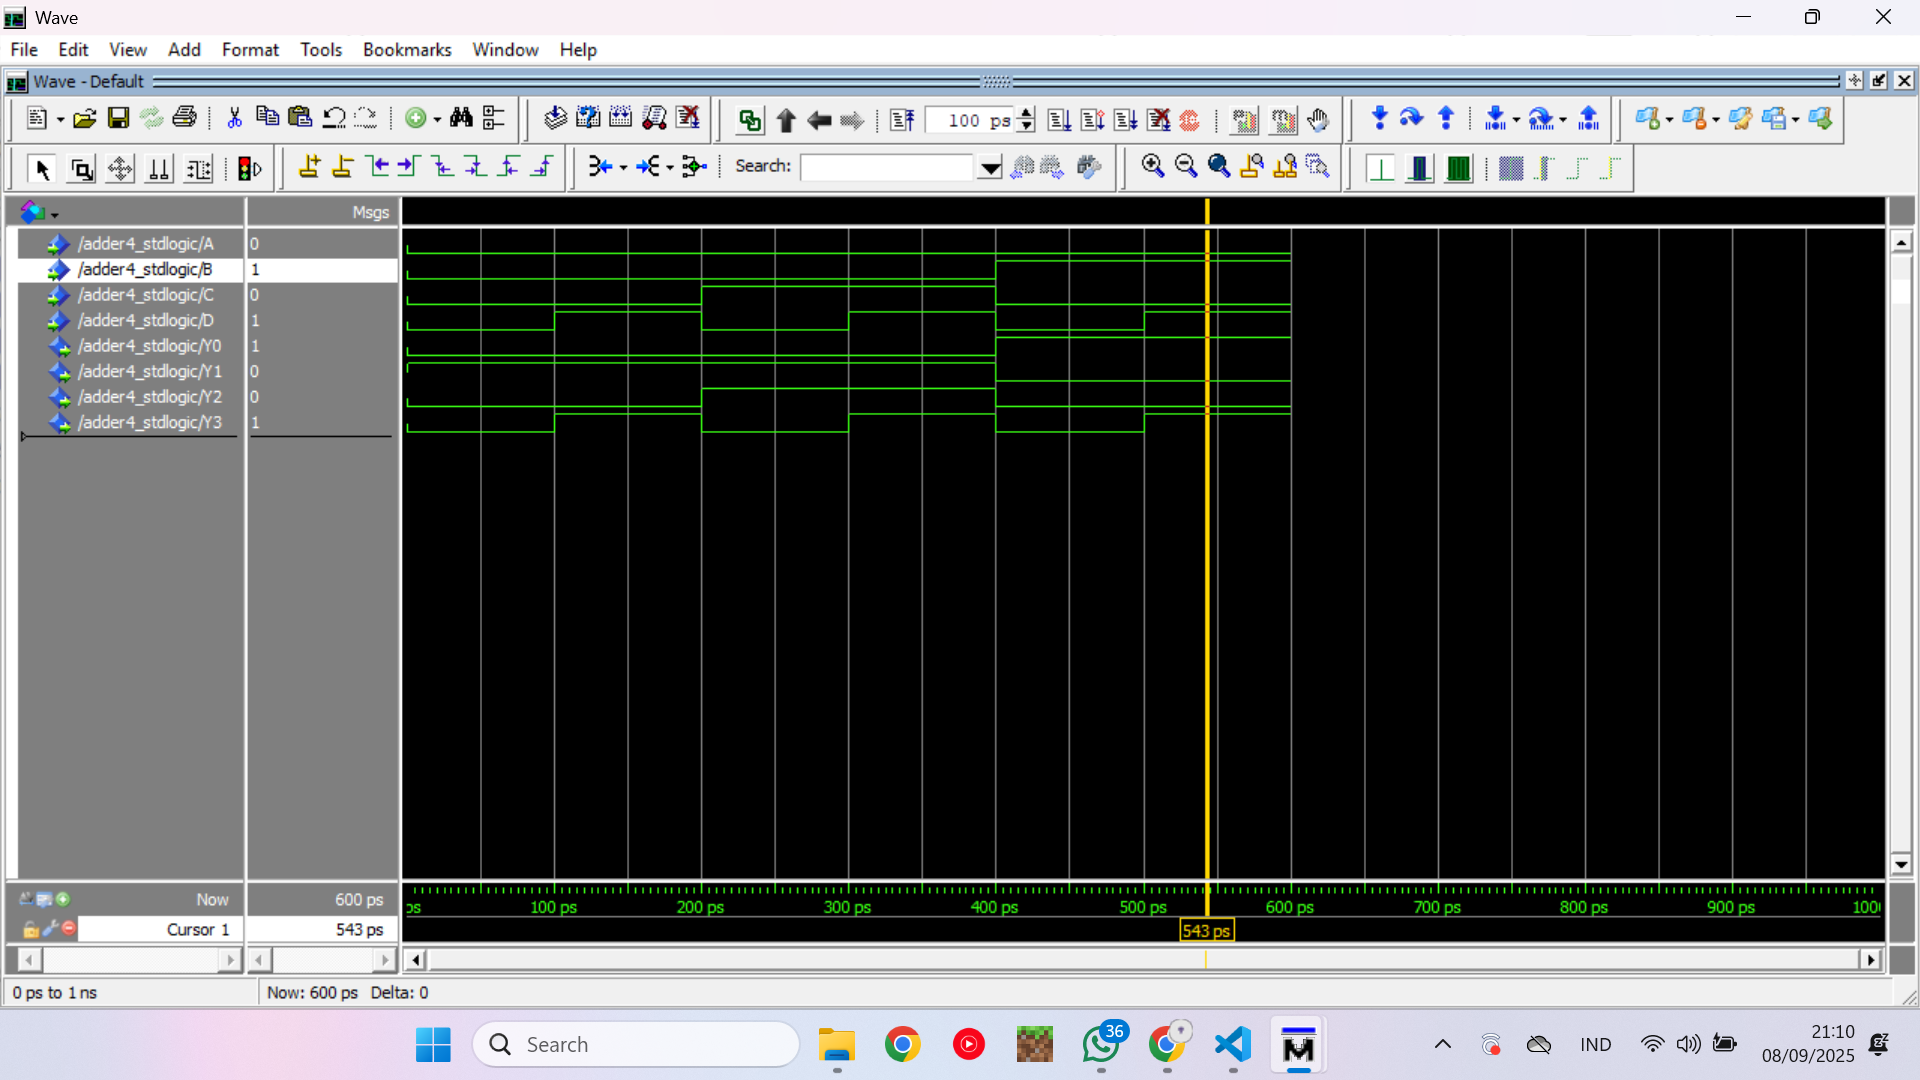 Wave
File Edit View Add Format Tools Bookmarks Window Help
Wave - Default
100 ps
Search:
Msgs
/adder4_stdlogic/A 0
/adder4_stdlogic/B 1
/adder4_stdlogic/C 0
/adder4_stdlogic/D 1
/adder4_stdlogic/Y0 1
/adder4_stdlogic/Y1 0
/adder4_stdlogic/Y2 0
/adder4_stdlogic/Y3 1
Now 600 ps
ps 100 ps 200 ps 300 ps 400 ps 500 ps 600 ps 700 ps 800 ps 900 ps 100
Cursor 1 543 ps 543 ps
0 ps to 1 ns Now: 600 ps Delta: 0
Search 36 IND 21:10
08/09/2025